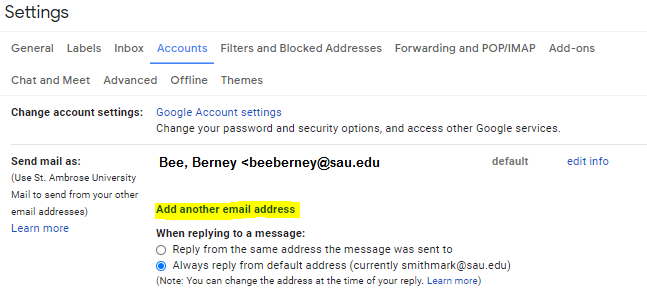 Settings
General Labels Inbox Accounts Filters and Blocked Addresses Forwarding and POP/IMAP Add-ons
Chat and Meet Advanced Offline Themes
Change account settings: Google Account settings
Change your password and security options, and access other Google services.
Send mail as: Bee, Berney <beeberney@sau.edu default edit info
(Use St. Ambrose University
Mail to send from your other
email addresses)
Learn more
Add another email address
When replying to a message:
Reply from the same address the message was sent to
Always reply from default address (currently smithmark@sau.edu)
(Note: You can change the address at the time of your reply. Learn more)